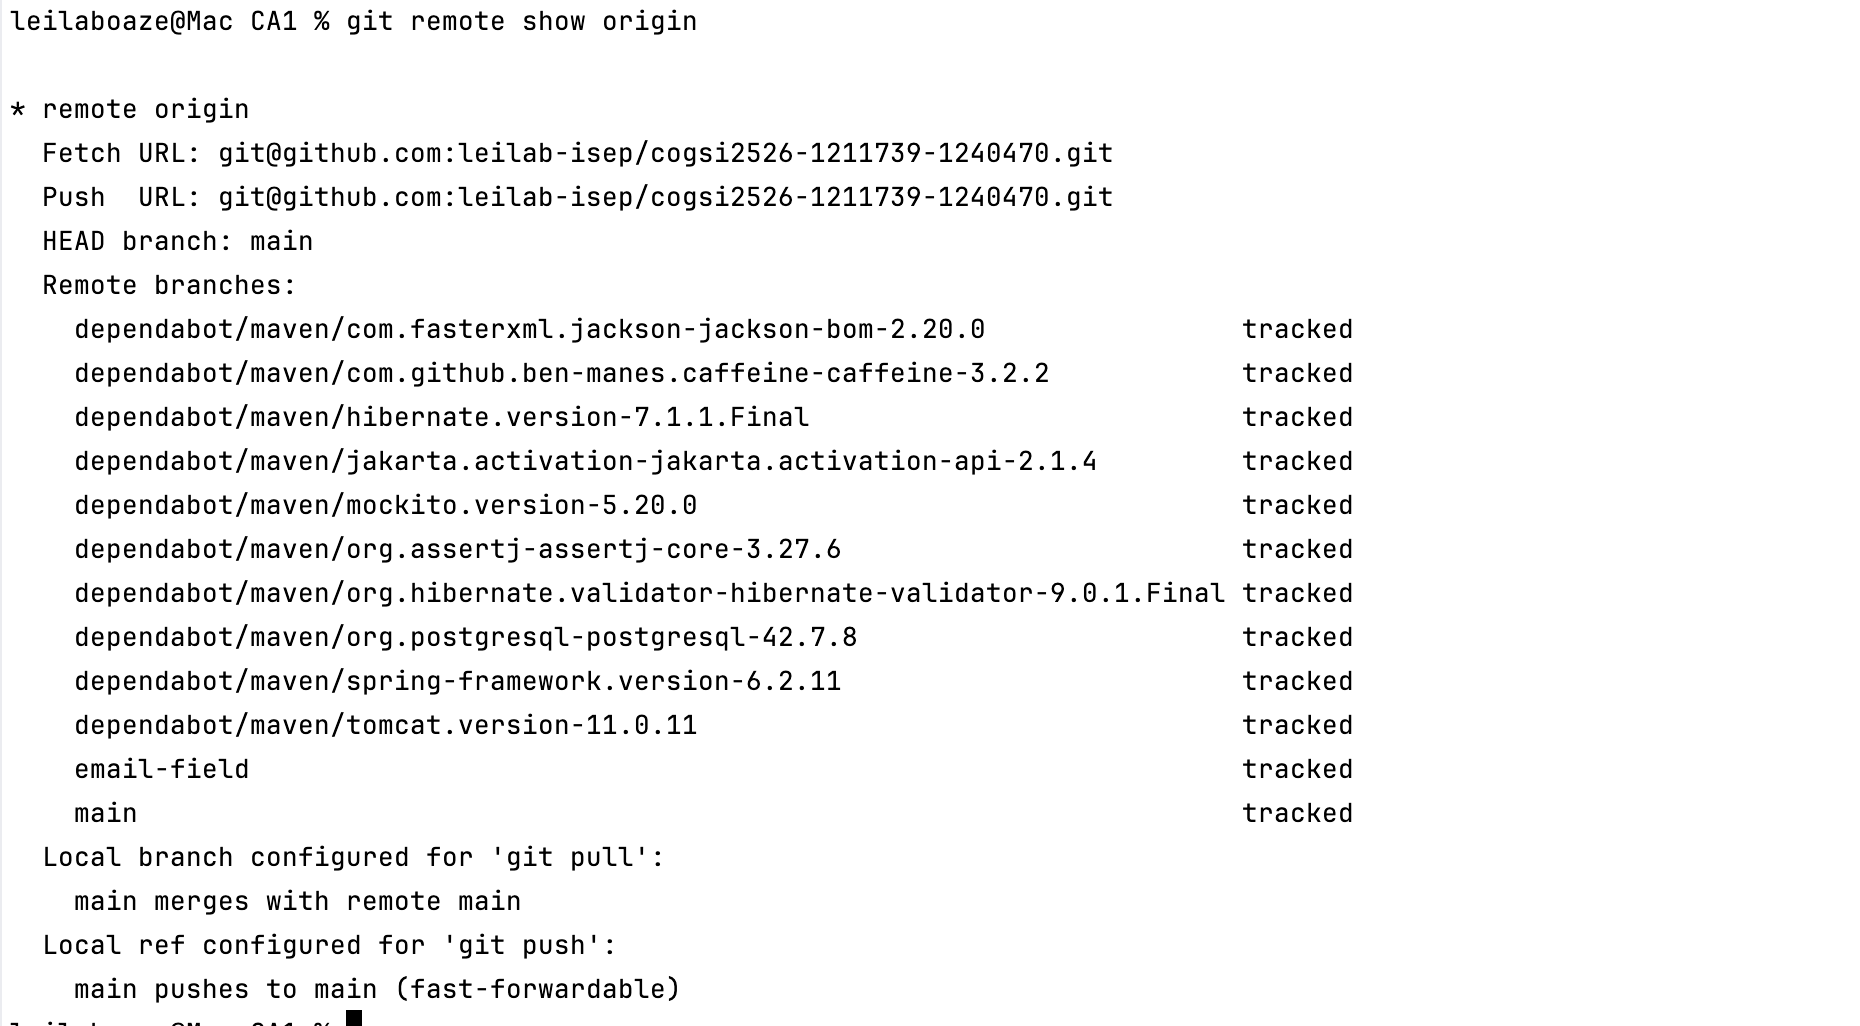 leilaboaze@Mac CA1 % git remote show origin
* remote origin
  Fetch URL: git@github.com:leilab-isep/cogsi2526-1211739-1240470.git
  Push  URL: git@github.com:leilab-isep/cogsi2526-1211739-1240470.git
  HEAD branch: main
  Remote branches:
    dependabot/maven/com.fasterxml.jackson-jackson-bom-2.20.0                tracked
    dependabot/maven/com.github.ben-manes.caffeine-caffeine-3.2.2            tracked
    dependabot/maven/hibernate.version-7.1.1.Final                           tracked
    dependabot/maven/jakarta.activation-jakarta.activation-api-2.1.4         tracked
    dependabot/maven/mockito.version-5.20.0                                  tracked
    dependabot/maven/org.assertj-assertj-core-3.27.6                         tracked
    dependabot/maven/org.hibernate.validator-hibernate-validator-9.0.1.Final tracked
    dependabot/maven/org.postgresql-postgresql-42.7.8                        tracked
    dependabot/maven/spring-framework.version-6.2.11                         tracked
    dependabot/maven/tomcat.version-11.0.11                                  tracked
    email-field                                                              tracked
    main                                                                     tracked
  Local branch configured for 'git pull':
    main merges with remote main
  Local ref configured for 'git push':
    main pushes to main (fast-forwardable)
leilaboaze@Mac CA1 %